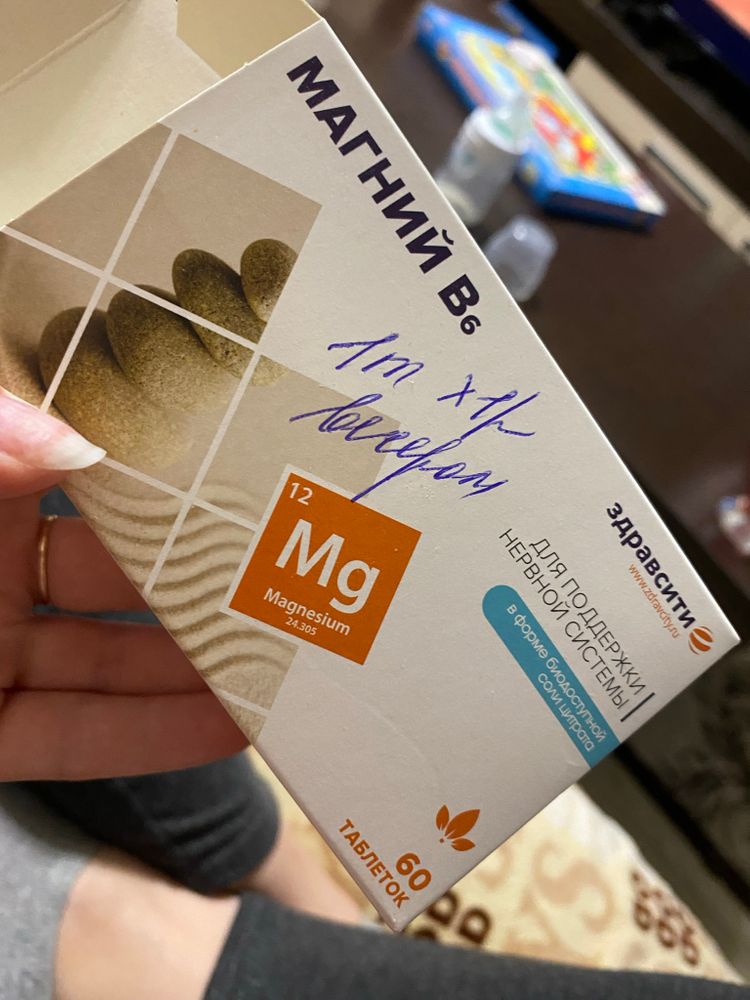 МАГНИЙ B6
1т х 1р
вечером
12
Mg
Magnesium
24.305
здравсити
www.zdravcity.ru
ДЛЯ ПОДДЕРЖКИ
НЕРВНОЙ СИСТЕМЫ
в форме биодоступной
соли цитрата
60
ТАБЛЕТОК